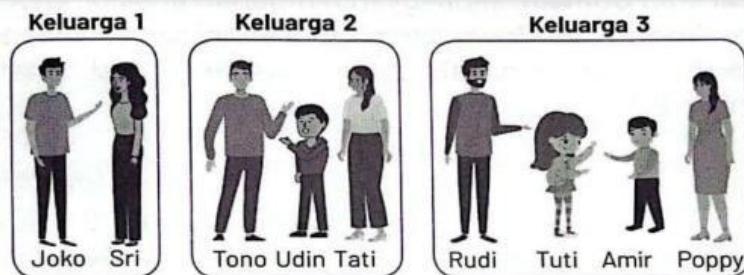 Keluarga 1
Keluarga 2
Keluarga 3
Joko Sri
Tono Udin Tati
Rudi Tuti Amir Poppy